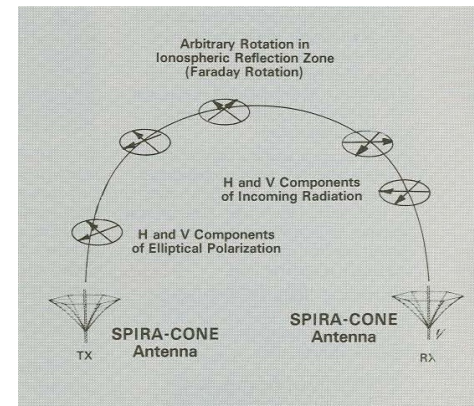 Arbitrary Rotation in
Ionospheric Reflection Zone
(Faraday Rotation)
H and V Components
of Incoming Radiation
H and V Components
of Elliptical Polarization
SPIRA-CONE
Antenna
TX
SPIRA-CONE
Antenna
Rλ